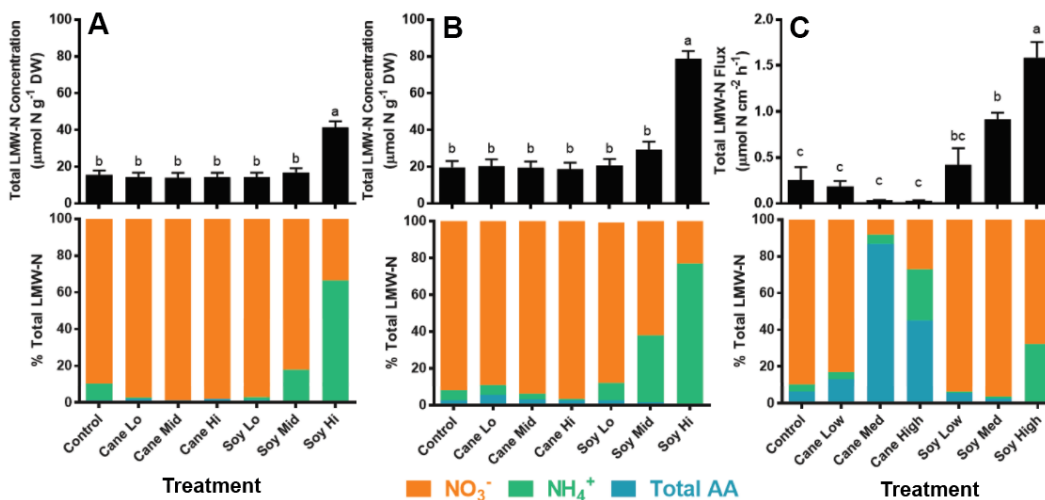 A
Total LMW-N Concentration
(μmol N g⁻¹ DW)
100
80
60
40
20
0
b
b
b
b
b
b
a
% Total LMW-N
100
80
60
40
20
0
Control
Cane Lo
Cane Mid
Cane Hi
Soy Lo
Soy Mid
Soy Hi
Treatment
B
Total LMW-N Concentration
(μmol N g⁻¹ DW)
100
80
60
40
20
0
b
b
b
b
b
b
a
% Total LMW-N
100
80
60
40
20
0
Control
Cane Lo
Cane Mid
Cane Hi
Soy Lo
Soy Mid
Soy Hi
C
Total LMW-N Flux
(μmol N cm⁻² h⁻¹)
2.0
1.5
1.0
0.5
0.0
c
c
c
c
bc
b
a
% Total LMW-N
100
80
60
40
20
0
Control
Cane Low
Cane Med
Cane High
Soy Low
Soy Med
Soy High
Treatment
NO₃⁻ NH₄⁺ Total AA